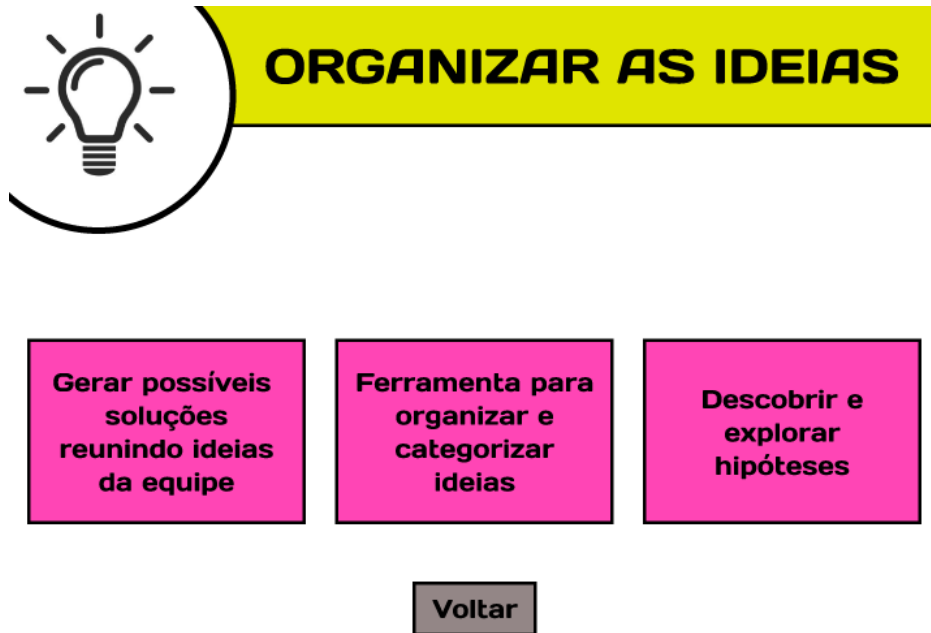 ORGANIZAR AS IDEIAS
Gerar possíveis
soluções
reunindo ideias
da equipe
Ferramenta para
organizar e
categorizar
ideias
Descobrir e
explorar
hipóteses
Voltar